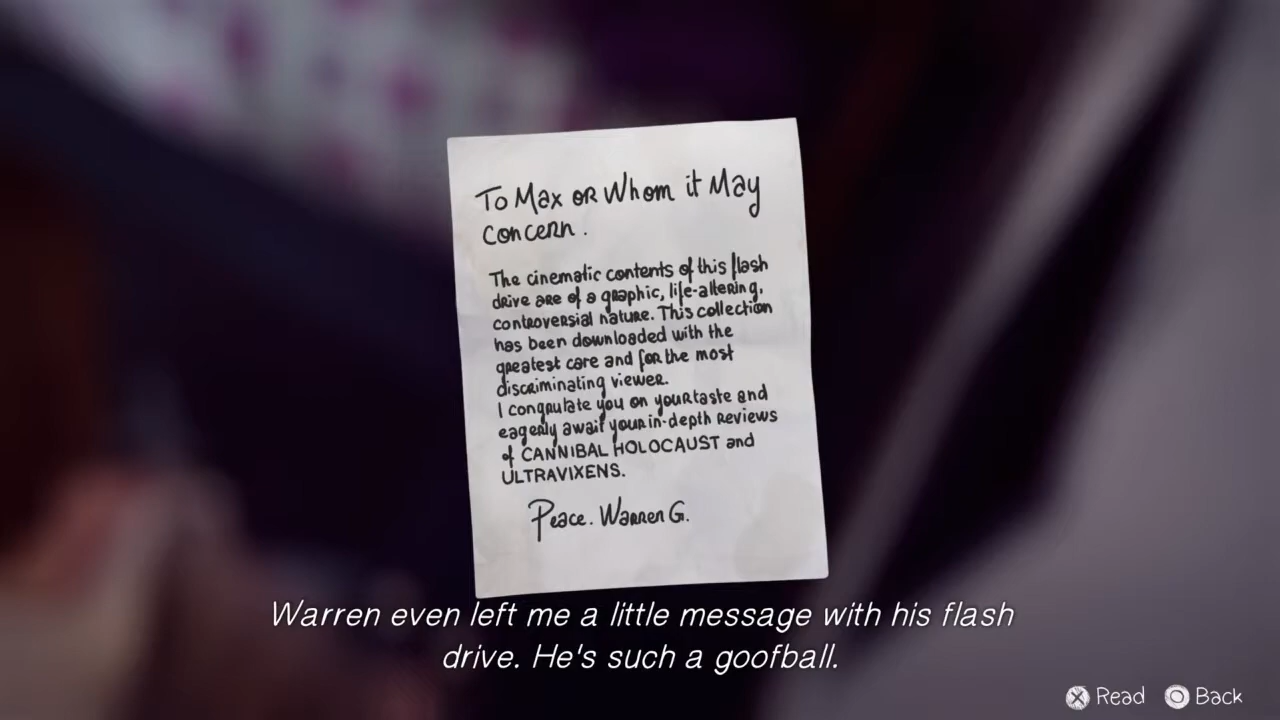 To Max or Whom it May
Concern.
The cinematic contents of this flash
drive are of a graphic, life-altering,
controversial nature. This collection
has been downloaded with the
greatest care and for the most
discriminating viewer.
I congrulate you on your taste and
eagerly await your in-depth reviews
of CANNIBAL HOLOCAUST and
ULTRAVIXENS.
Peace. Warren G.
Warren even left me a little message with his flash
drive. He's such a goofball.
Read Back